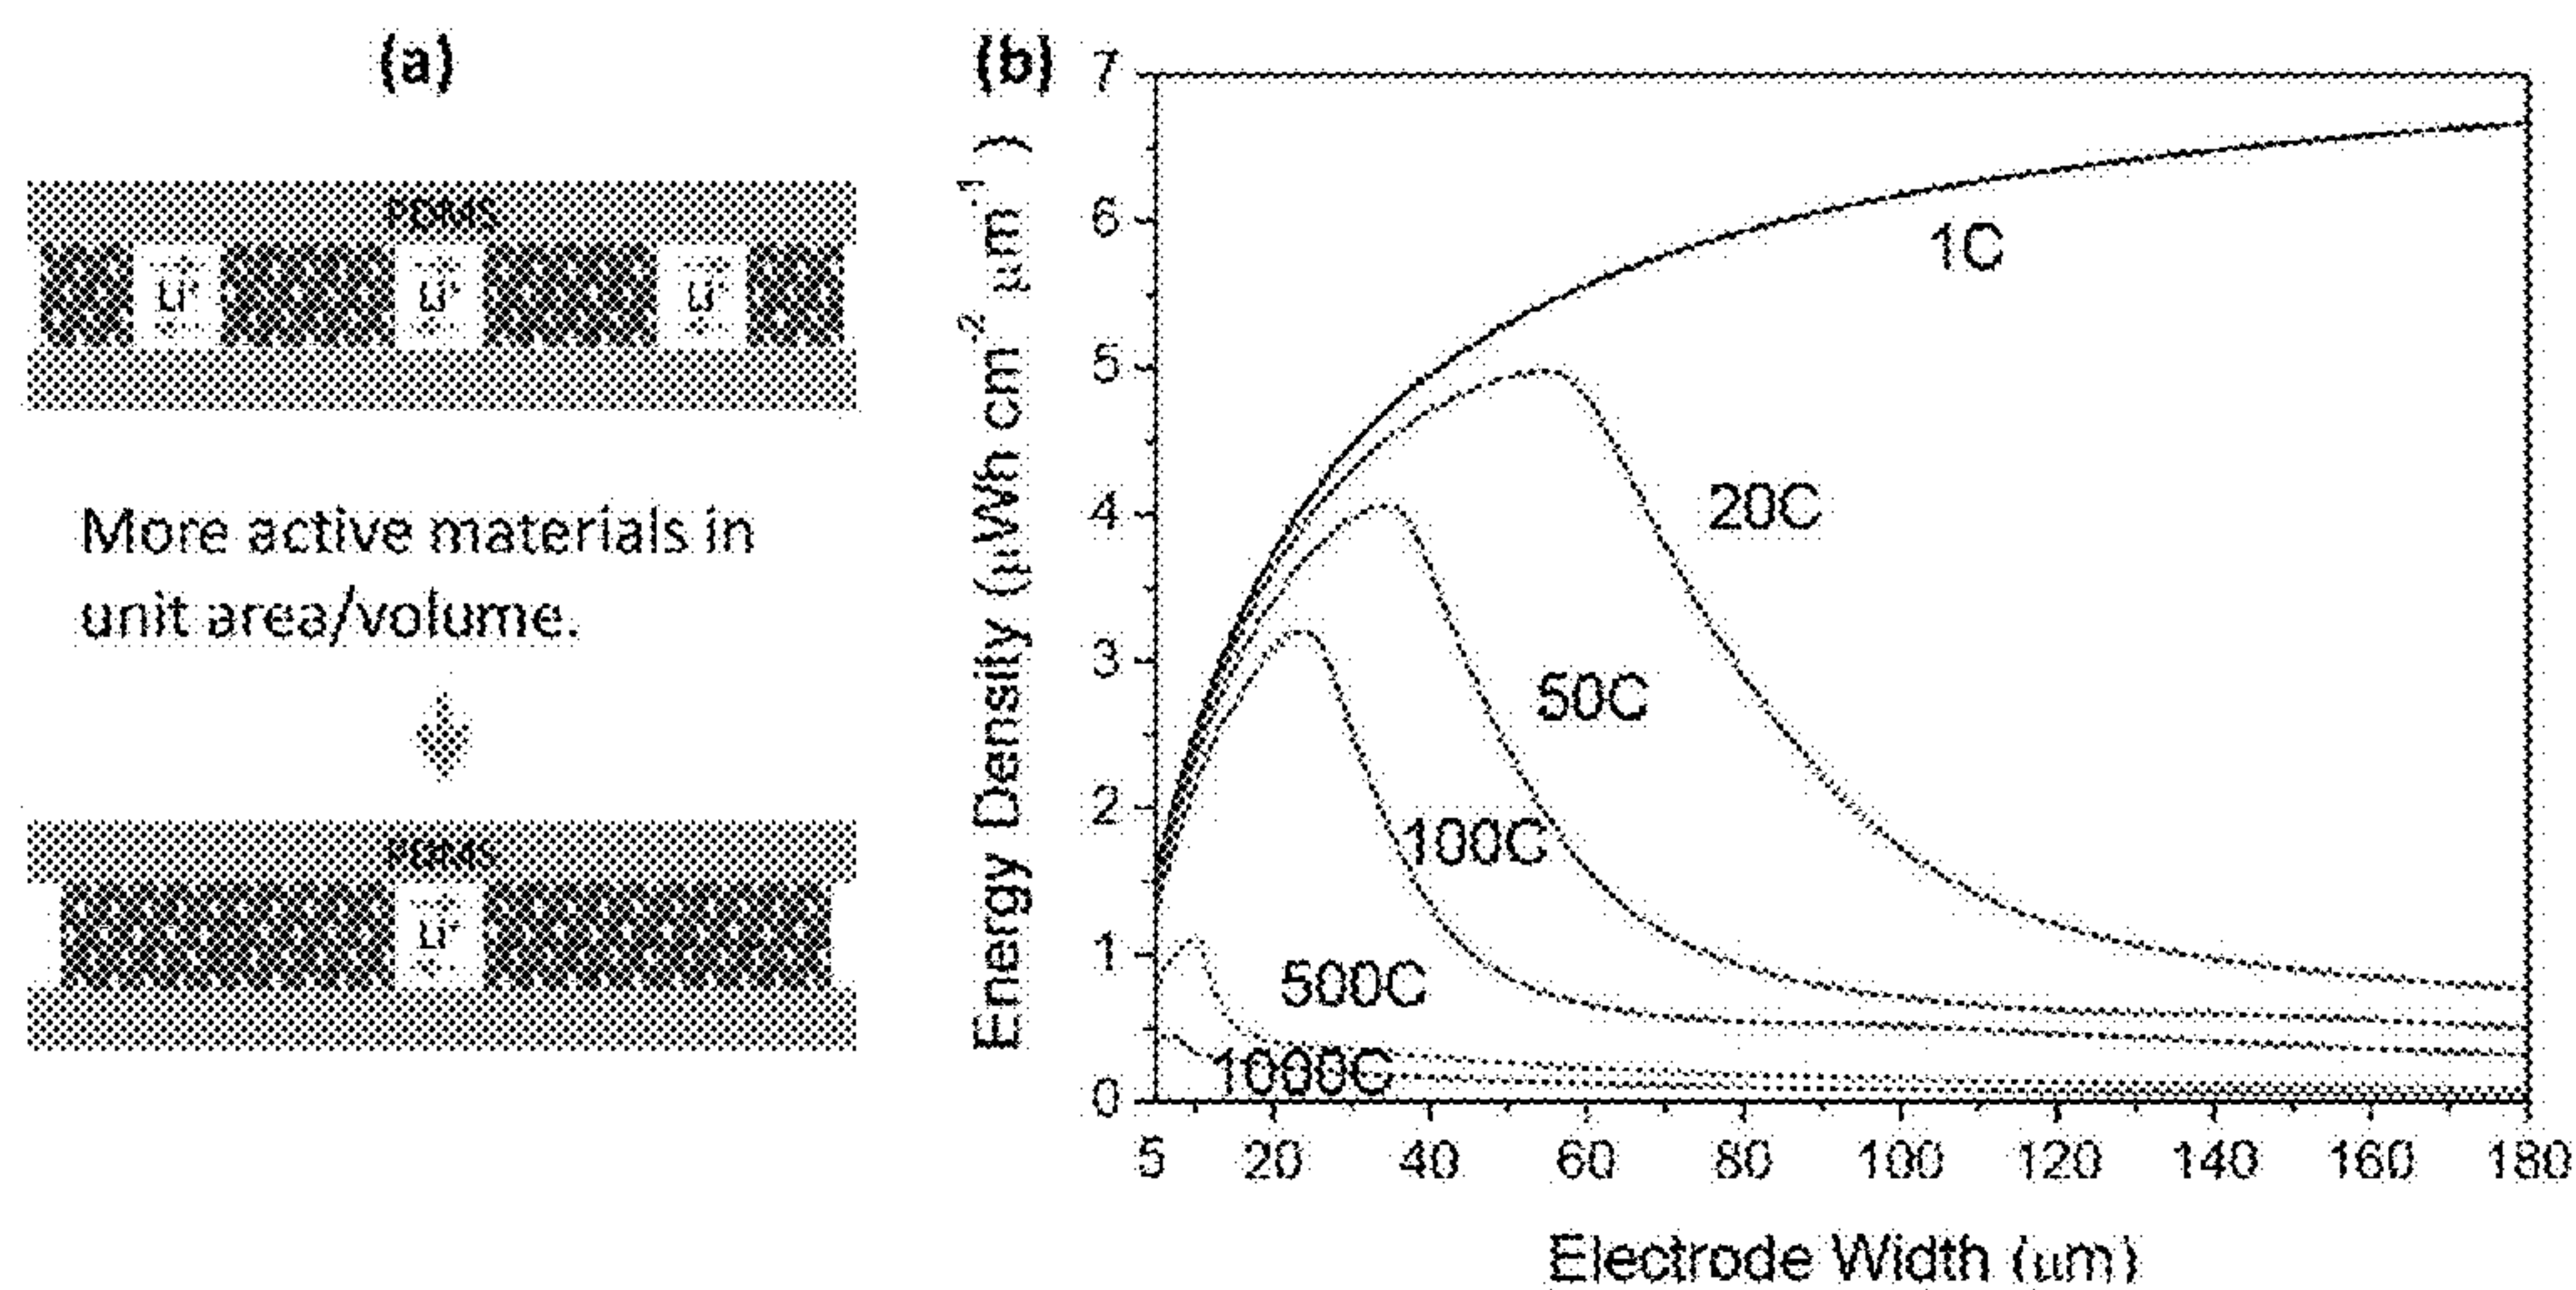 (a)
PDMS
Li⁺ Li⁺ Li⁺
More active materials in
unit area/volume.
PDMS
Li⁺
(b)
Energy Density (μWh cm⁻² μm⁻¹)
7
6
5
4
3
2
1
0
1C
20C
50C
100C
500C
1000C
5 20 40 60 80 100 120 140 160 180
Electrode Width (μm)